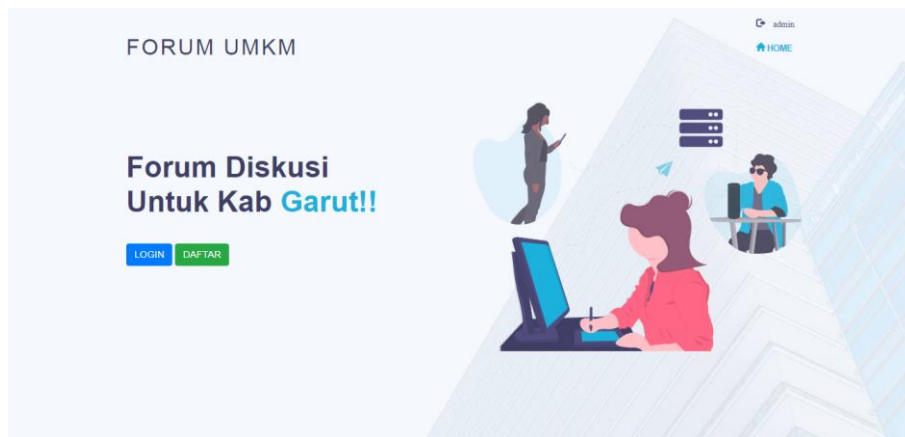 admin
FORUM UMKM
HOME
Forum Diskusi
Untuk Kab Garut!!
LOGIN DAFTAR